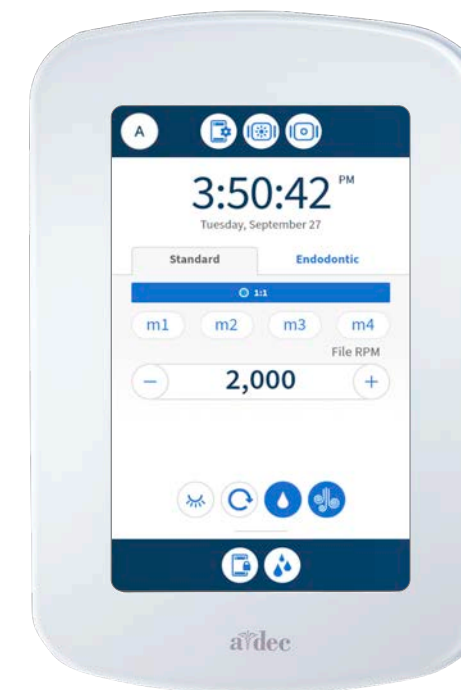 A
3:50:42 PM
Tuesday, September 27
Standard Endodontic
1:1
m1 m2 m3 m4
File RPM
− 2,000 +
a dec